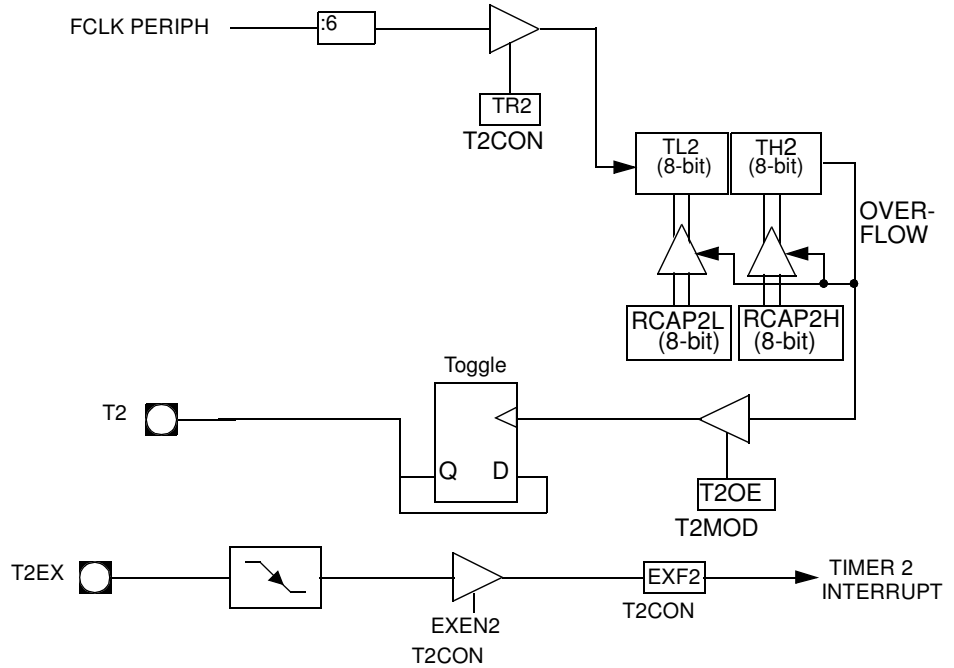 FCLK PERIPH
:6
TR2
T2CON
TL2
(8-bit)
TH2
(8-bit)
OVER-
FLOW
RCAP2L
(8-bit)
RCAP2H
(8-bit)
Toggle
T2
Q
D
T2OE
T2MOD
T2EX
EXEN2
T2CON
EXF2
T2CON
TIMER 2
INTERRUPT